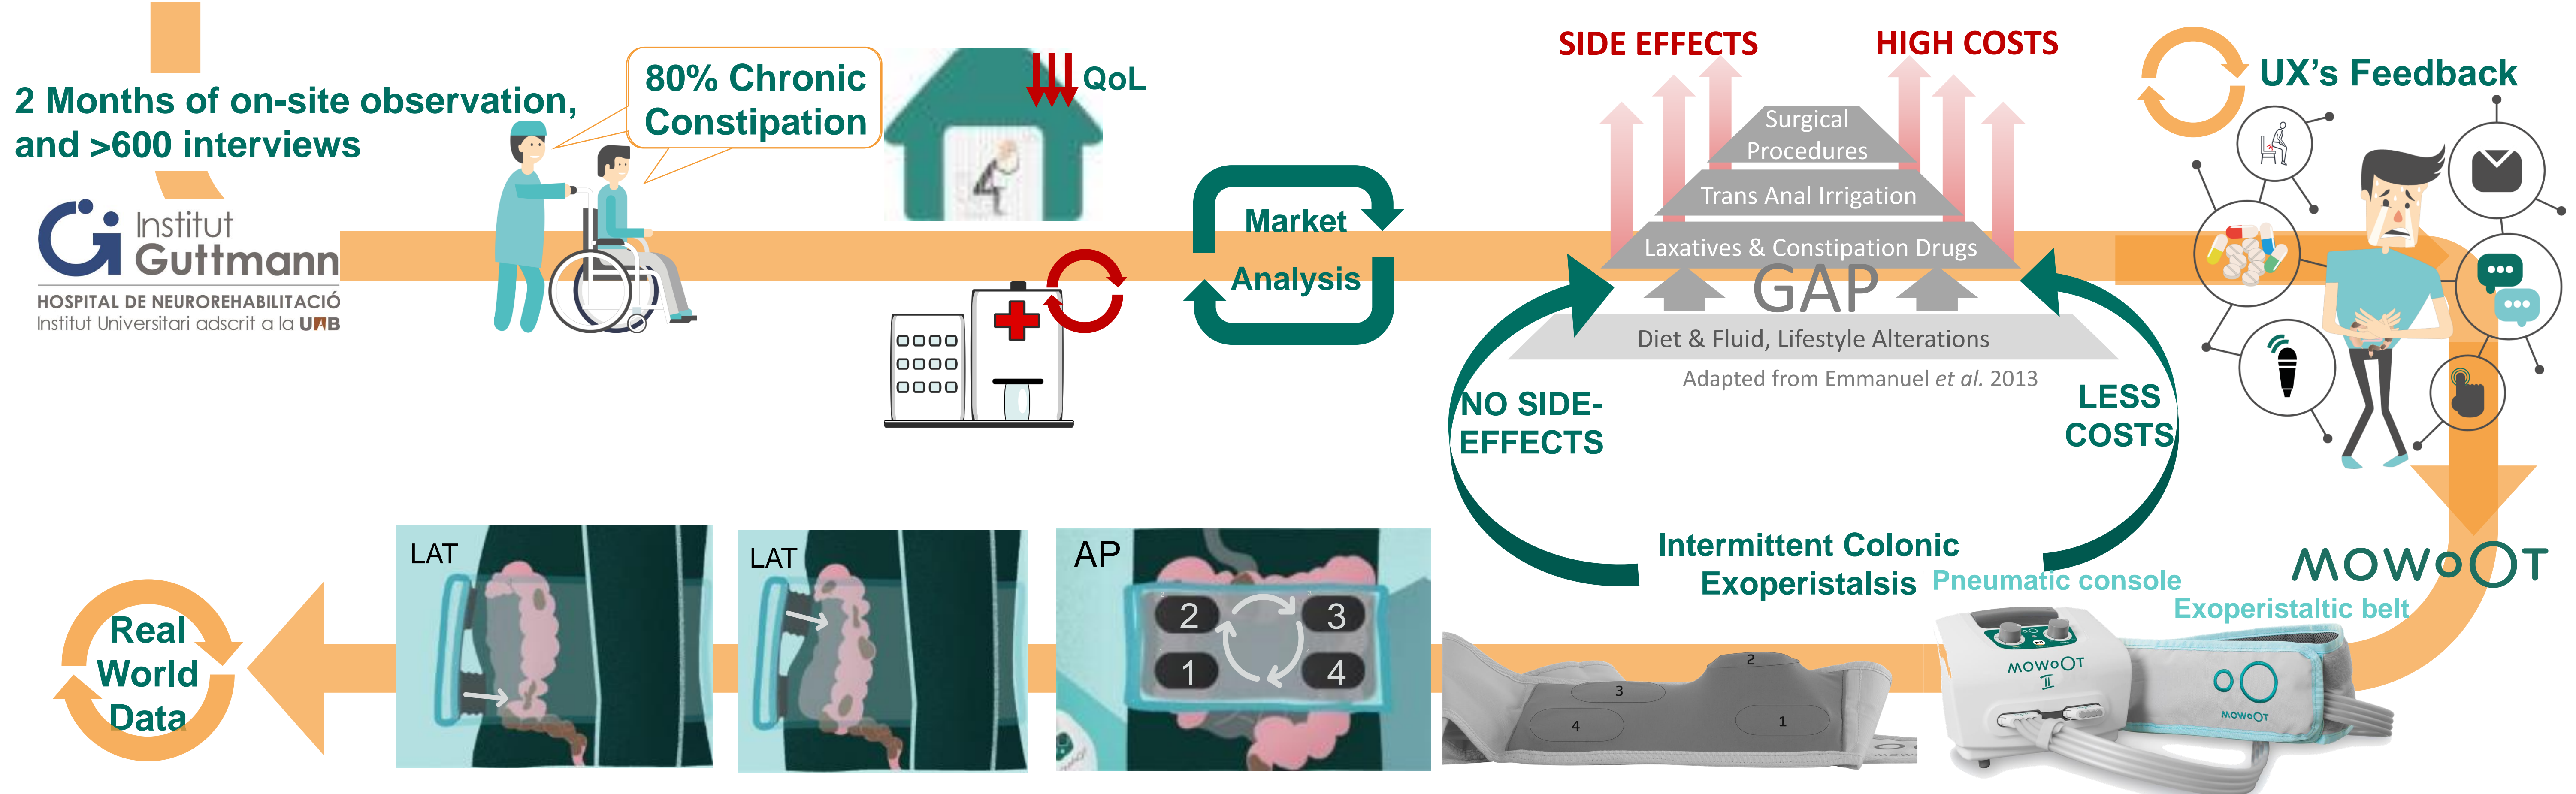 2 Months of on-site observation,
and >600 interviews
Institut
Guttmann
HOSPITAL DE NEUROREHABILITACIÓ
Institut Universitari adscrit a la UAB
80% Chronic
Constipation
QoL
Market
Analysis
SIDE EFFECTS
HIGH COSTS
Surgical
Procedures
Trans Anal Irrigation
Laxatives & Constipation Drugs
GAP
Diet & Fluid, Lifestyle Alterations
Adapted from Emmanuel et al. 2013
NO SIDE-
EFFECTS
LESS
COSTS
UX's Feedback
Intermittent Colonic
Exoperistalsis
Pneumatic console
Exoperistaltic belt
MOWOOT
MOWOOT
II
MOWOOT
2
3
4
1
AP
2
3
1
4
LAT
LAT
Real
World
Data